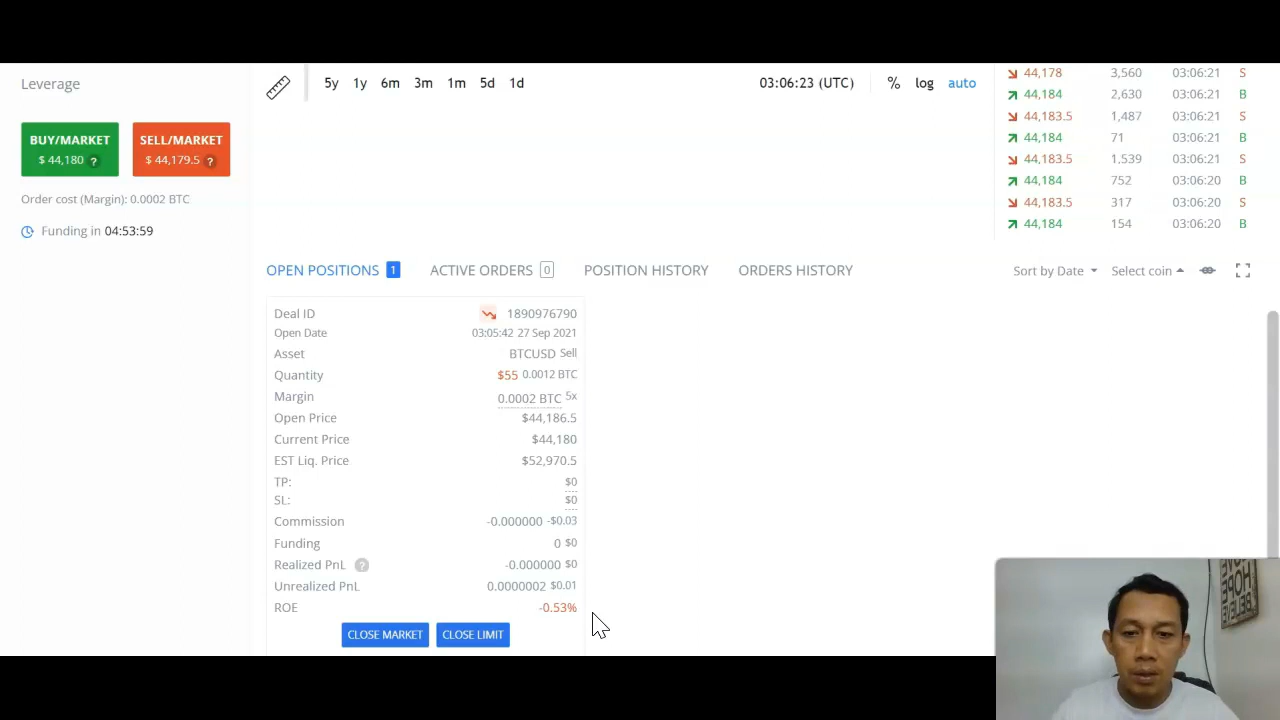 Leverage
BUY/MARKET
$ 44,180 ?
SELL/MARKET
$ 44,179.5 ?
Order cost (Margin): 0.0002 BTC
Funding in 04:53:59
5y 1y 6m 3m 1m 5d 1d
03:06:23 (UTC) % log auto
44,178 3,560 03:06:21 S
44,184 2,630 03:06:21 B
44,183.5 1,487 03:06:21 S
44,184 71 03:06:21 B
44,183.5 1,539 03:06:21 S
44,184 752 03:06:20 B
44,183.5 317 03:06:20 S
44,184 154 03:06:20 B
OPEN POSITIONS 1 ACTIVE ORDERS 0 POSITION HISTORY ORDERS HISTORY
Sort by Date Select coin
Deal ID 1890976790
Open Date 03:05:42 27 Sep 2021
Asset BTCUSD Sell
Quantity $55 0.0012 BTC
Margin 0.0002 BTC 5x
Open Price $44,186.5
Current Price $44,180
EST Liq. Price $52,970.5
TP: $0
SL: $0
Commission -0.000000 -$0.03
Funding 0 $0
Realized PnL ? -0.000000 $0
Unrealized PnL 0.0000002 $0.01
ROE -0.53%
CLOSE MARKET CLOSE LIMIT
HOPE
BELIEVE